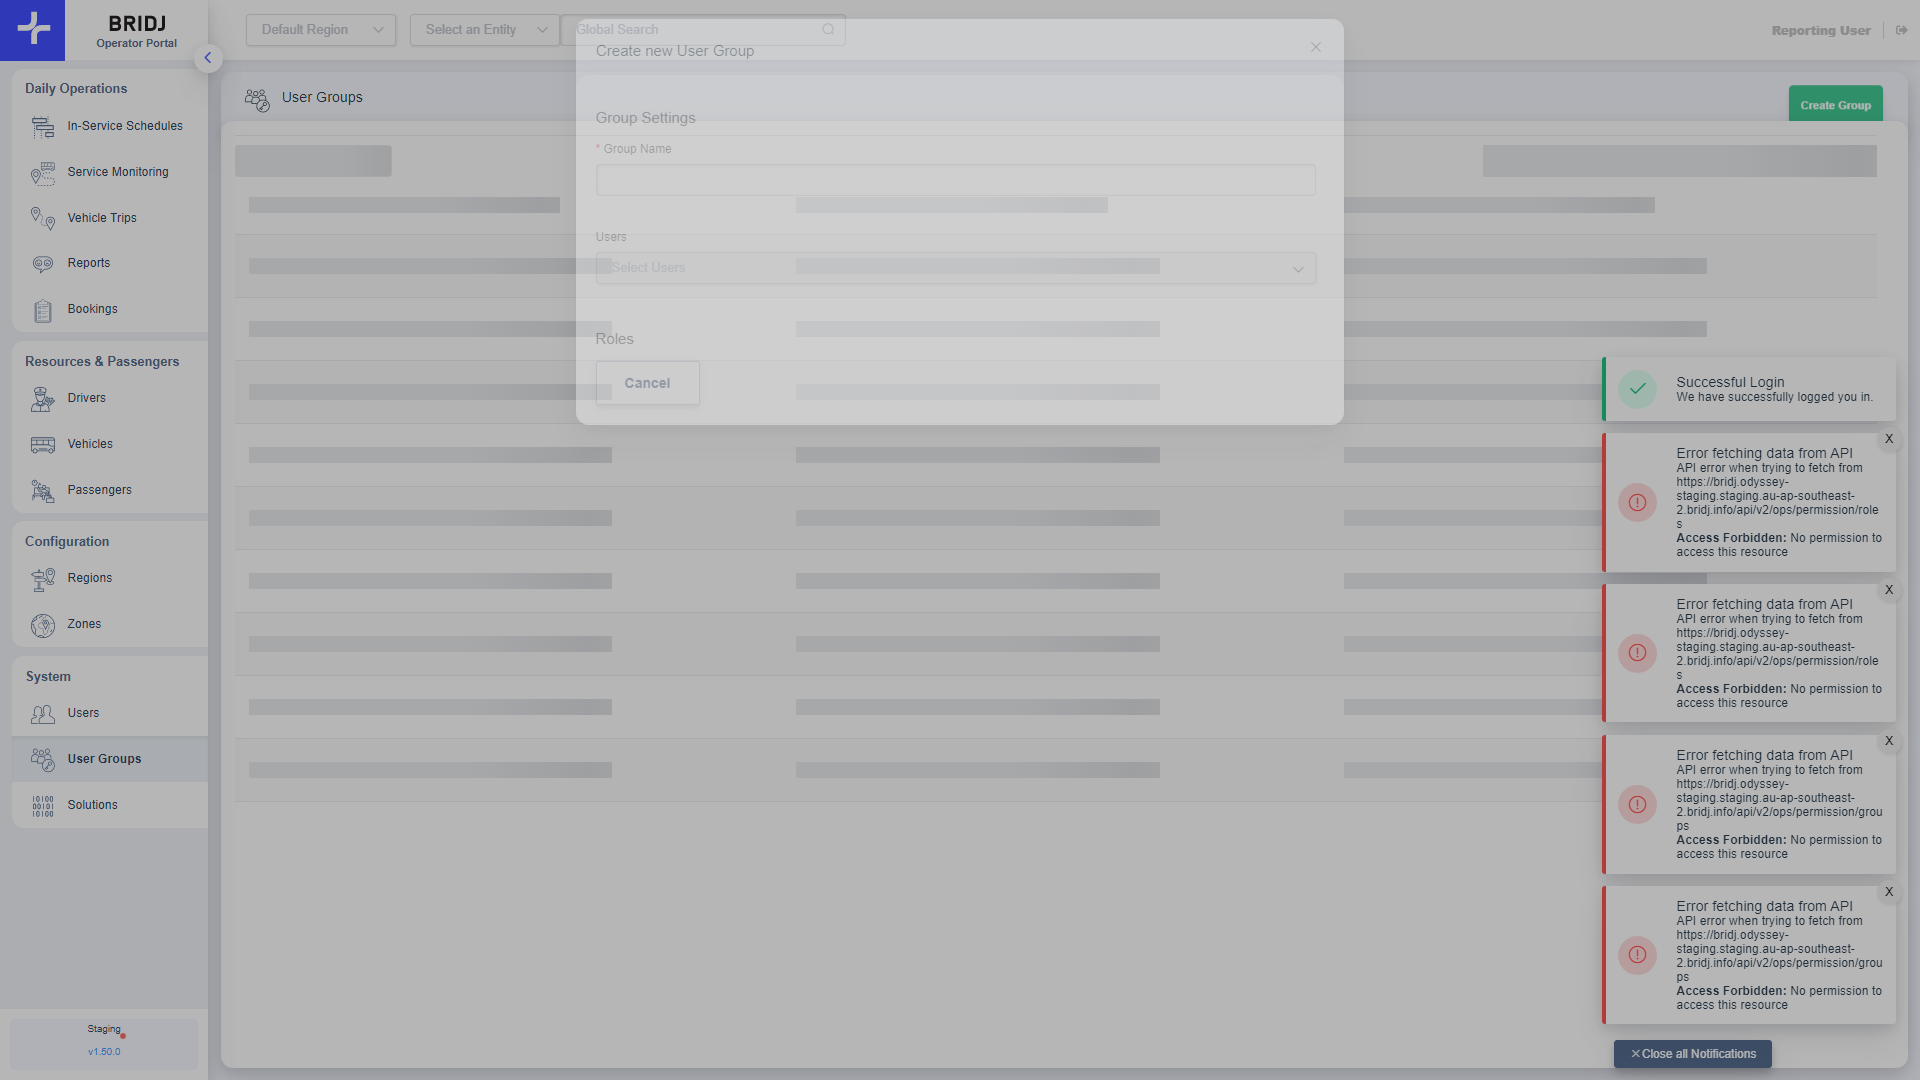 BRIDJ
Operator Portal
Default Region
Select an Entity
Global Search
Reporting User
Daily Operations
In-Service Schedules
Service Monitoring
Vehicle Trips
Reports
Bookings
Resources & Passengers
Drivers
Vehicles
Passengers
Configuration
Regions
Zones
System
Users
User Groups
10100
00101
10100
Solutions
Staging
v1.50.0
User Groups
Create Group
Create new User Group
Group Settings
* Group Name
Users
Select Users
Roles
Cancel
Successful Login
We have successfully logged you in.
X
Error fetching data from API
API error when trying to fetch from
https://bridj.odyssey-
staging.staging.au-ap-southeast-
2.bridj.info/api/v2/ops/permission/role
s
Access Forbidden: No permission to
access this resource
X
Error fetching data from API
API error when trying to fetch from
https://bridj.odyssey-
staging.staging.au-ap-southeast-
2.bridj.info/api/v2/ops/permission/role
s
Access Forbidden: No permission to
access this resource
X
Error fetching data from API
API error when trying to fetch from
https://bridj.odyssey-
staging.staging.au-ap-southeast-
2.bridj.info/api/v2/ops/permission/grou
ps
Access Forbidden: No permission to
access this resource
X
Error fetching data from API
API error when trying to fetch from
https://bridj.odyssey-
staging.staging.au-ap-southeast-
2.bridj.info/api/v2/ops/permission/grou
ps
Access Forbidden: No permission to
access this resource
Close all Notifications